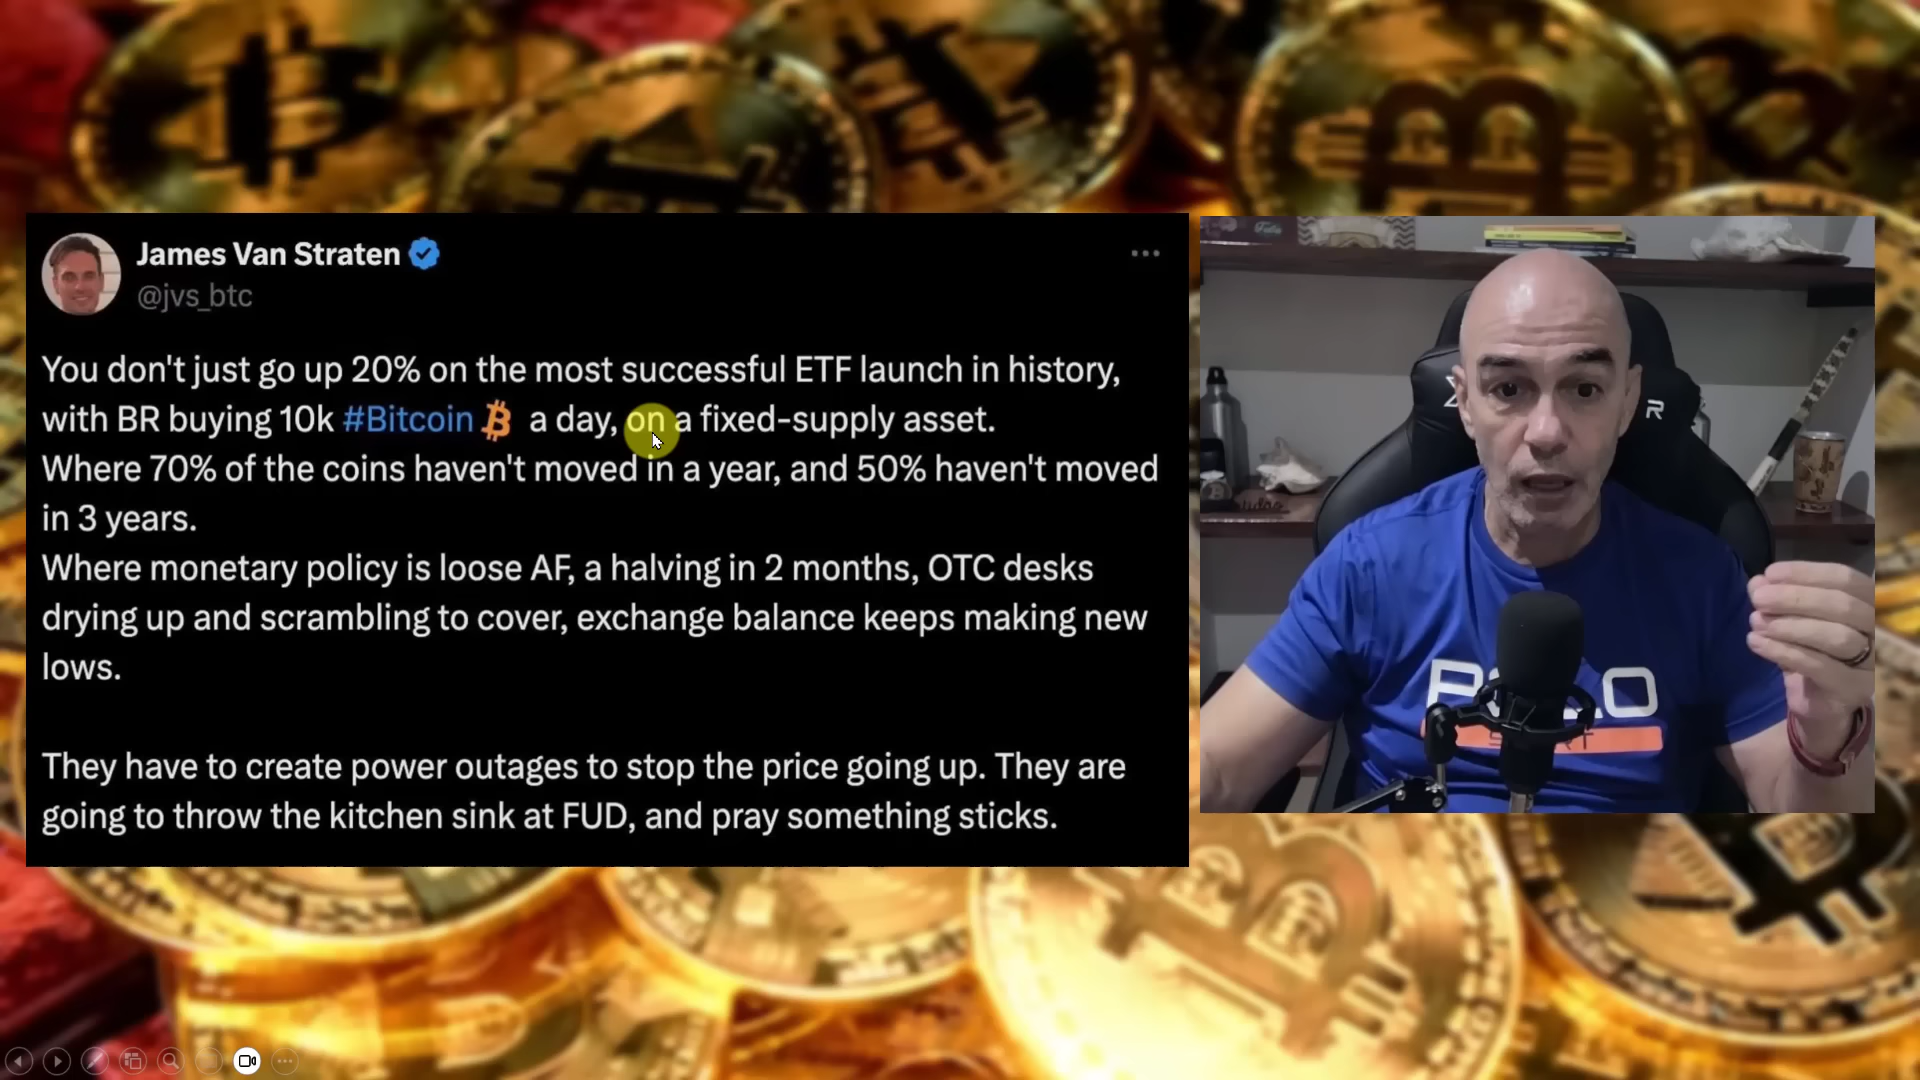 James Van Straten
@jvs_btc
You don't just go up 20% on the most successful ETF launch in history,
with BR buying 10k #Bitcoin a day, on a fixed-supply asset.
Where 70% of the coins haven't moved in a year, and 50% haven't moved
in 3 years.
Where monetary policy is loose AF, a halving in 2 months, OTC desks
drying up and scrambling to cover, exchange balance keeps making new
lows.
They have to create power outages to stop the price going up. They are
going to throw the kitchen sink at FUD, and pray something sticks.